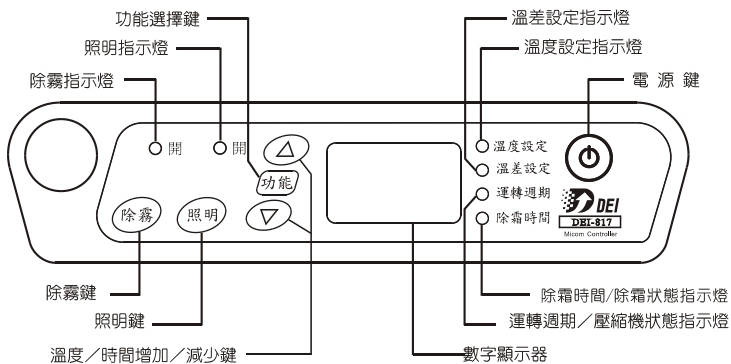 功能選擇鍵
溫差設定指示燈
照明指示燈
溫度設定指示燈
除霧指示燈
電 源 鍵
開
開
溫度設定
溫差設定
功能
運轉週期
DEI
除霧
照明
除霜時間
DEI-817
Micom Controller
除霧鍵
除霜時間/除霜狀態指示燈
照明鍵
運轉週期／壓縮機狀態指示燈
溫度／時間增加／減少鍵
數字顯示器